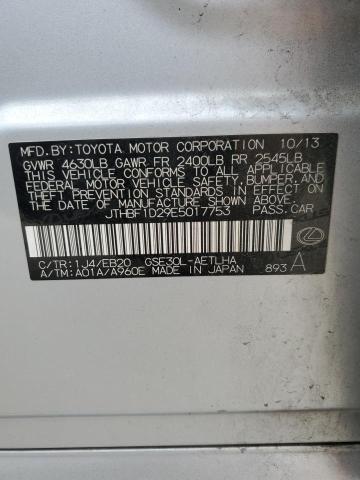 MFD.BY:TOYOTA MOTOR CORPORATION 10/13
GVWR 4630LB GAWR FR 2400LB RR 2545LB
THIS VEHICLE CONFORMS TO ALL APPLICABLE
FEDERAL MOTOR VEHICLE SAFETY, BUMPER, AND
THEFT PREVENTION STANDARDS IN EFFECT ON
THE DATE OF MANUFACTURE SHOWN ABOVE.
JTHBF1D29E5017753 PASS.CAR
C/TR:1J4/EB20 GSE30L-AETLHA
A/TM:A01A/A960E MADE IN JAPAN 893 A